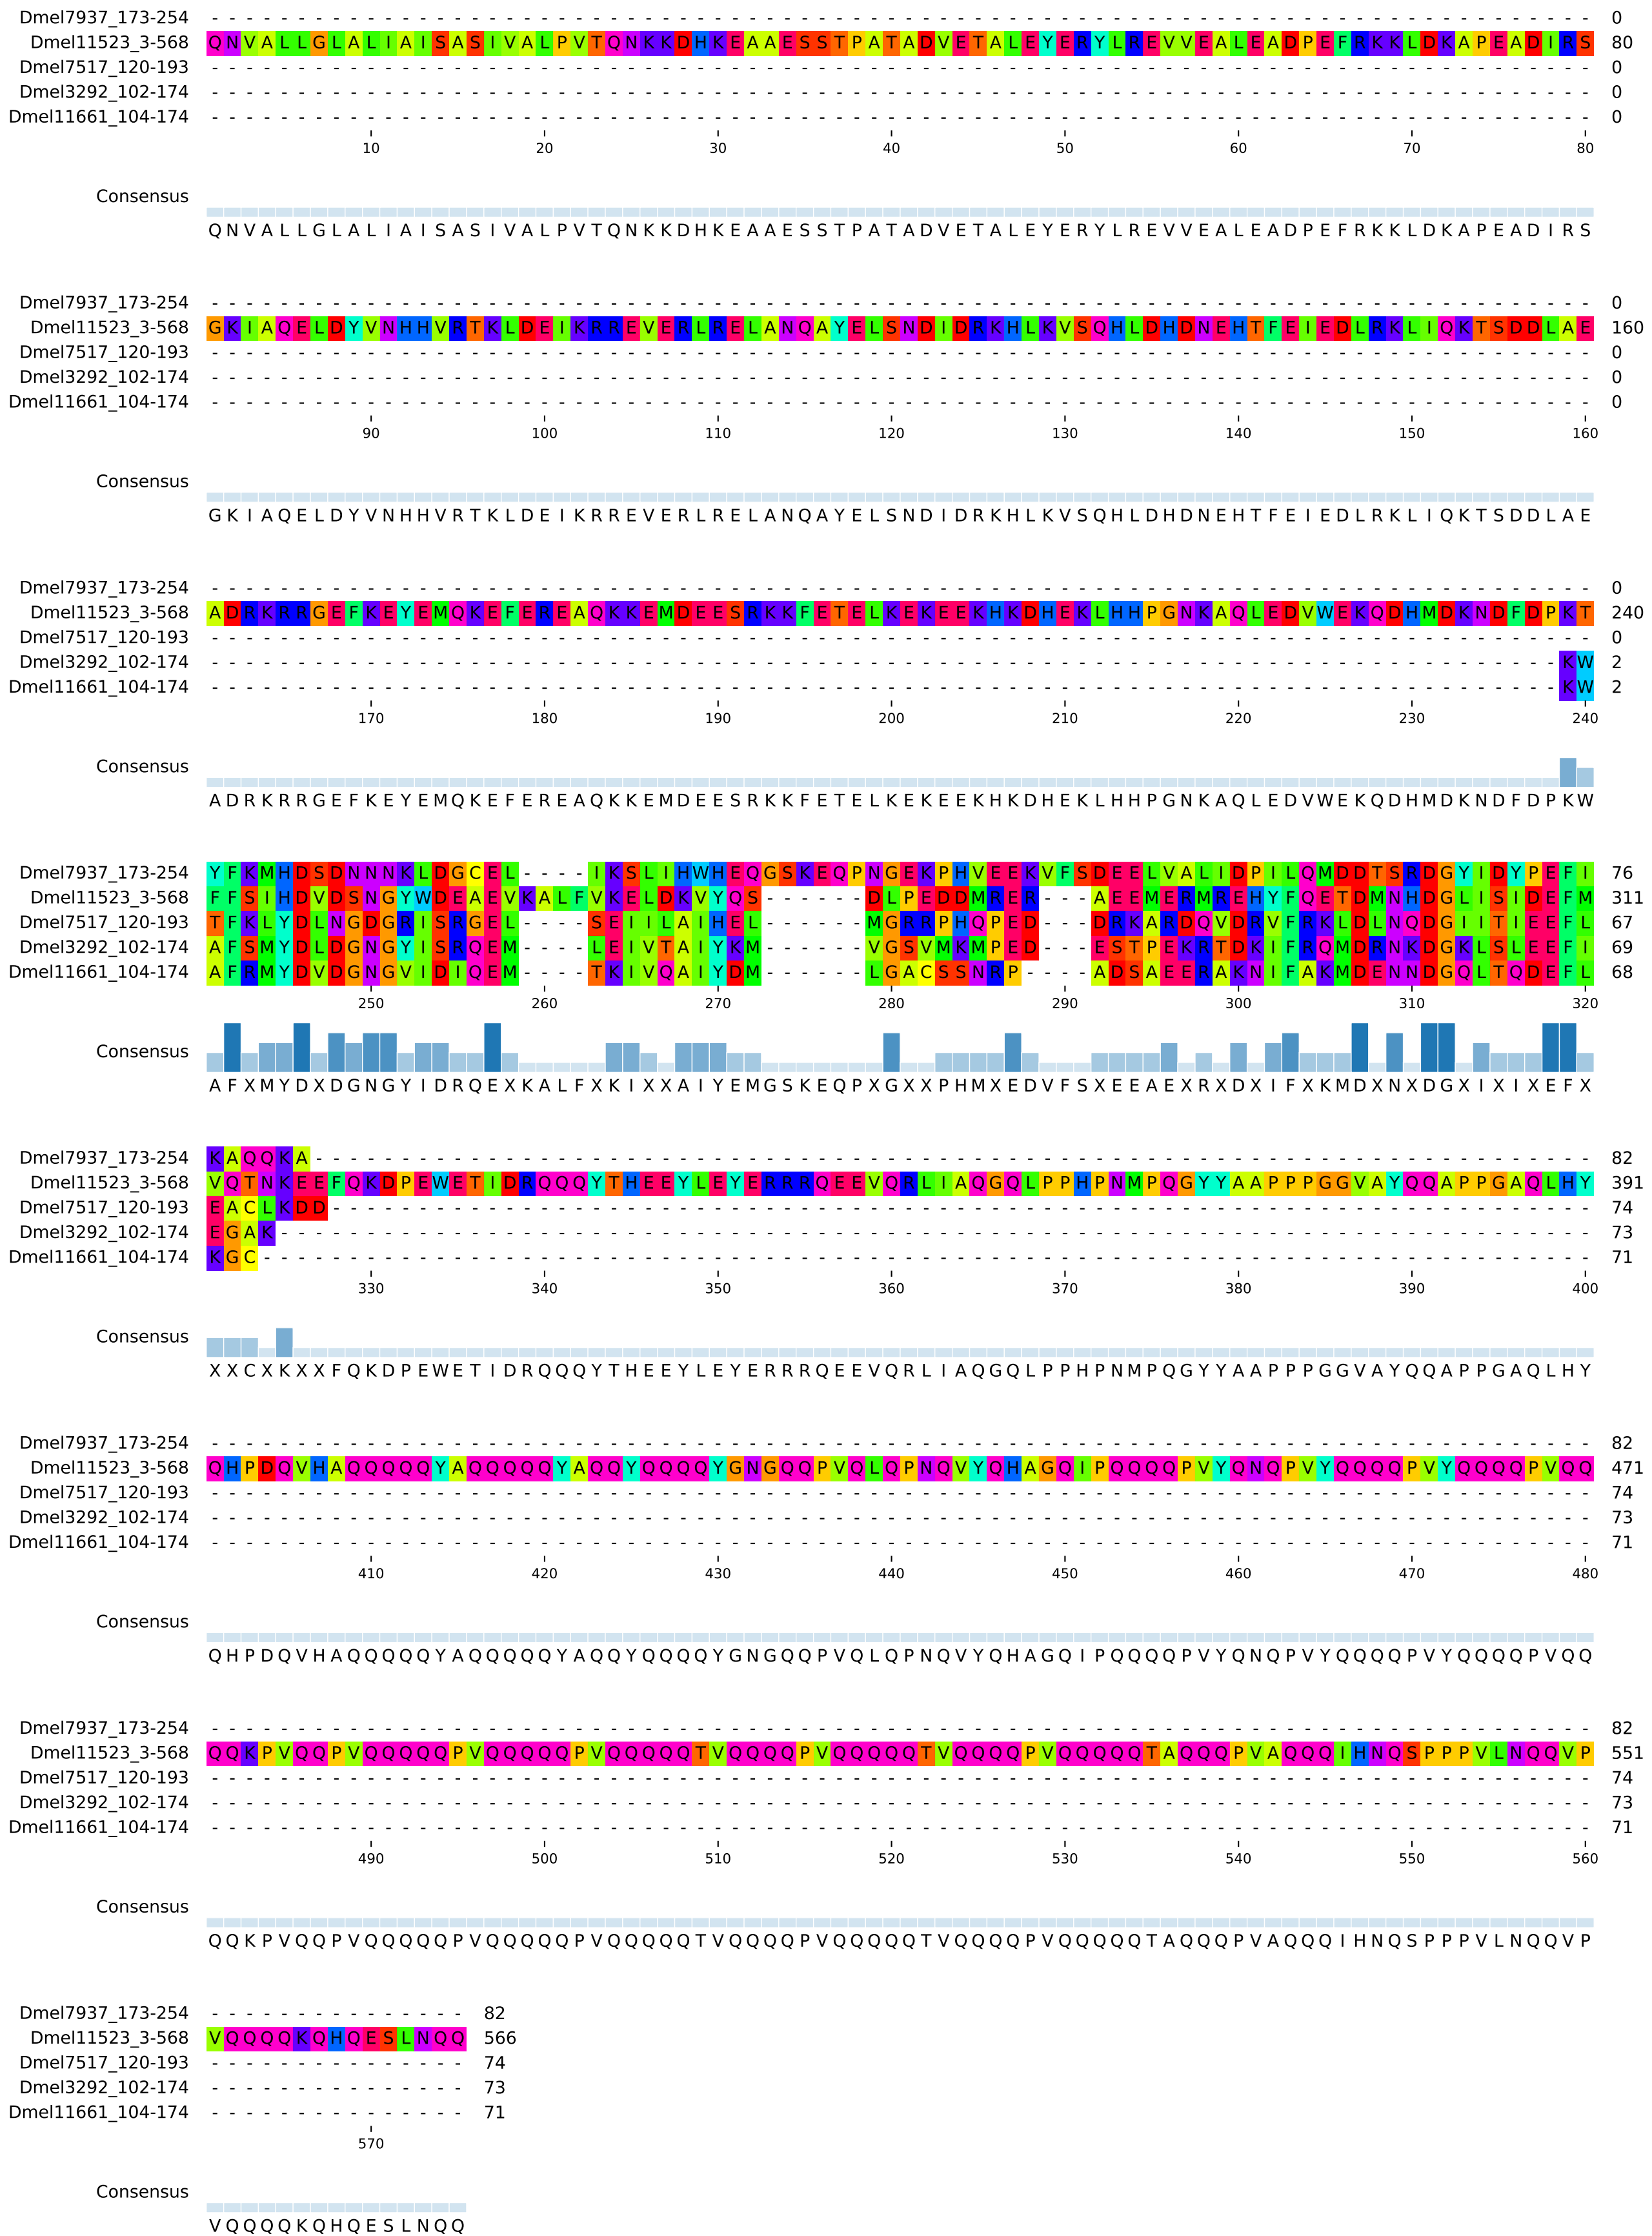 Dmel7937_173-254 -------------------------------------------------------------------------------- 0
Dmel11523_3-568 QNVALLGLALIAISASIVALPVTQNKKDHKEAAESSTPATADVETALEYERYLREVVEALEADPEFRKKLDKAPEADIRS 80
Dmel7517_120-193 -------------------------------------------------------------------------------- 0
Dmel3292_102-174 -------------------------------------------------------------------------------- 0
Dmel11661_104-174 -------------------------------------------------------------------------------- 0
10 20 30 40 50 60 70 80
Consensus
QNVALLGLALIAISASIVALPVTQNKKDHKEAAESSTPATADVETALEYERYLREVVEALEADPEFRKKLDKAPEADIRS
Dmel7937_173-254 -------------------------------------------------------------------------------- 0
Dmel11523_3-568 GKIAQELDYVNHHVRTKLDEIKRREVERLRELANQAYELSNDIDRKHLKVSQHLDHDNEHTFEIEDLRKLIQKTSDDLAE 160
Dmel7517_120-193 -------------------------------------------------------------------------------- 0
Dmel3292_102-174 -------------------------------------------------------------------------------- 0
Dmel11661_104-174 -------------------------------------------------------------------------------- 0
90 100 110 120 130 140 150 160
Consensus
GKIAQELDYVNHHVRTKLDEIKRREVERLRELANQAYELSNDIDRKHLKVSQHLDHDNEHTFEIEDLRKLIQKTSDDLAE
Dmel7937_173-254 -------------------------------------------------------------------------------- 0
Dmel11523_3-568 ADRKRRGEFKEYEMQKEFEREAQKKEMDEESRKKFETELKEKEEKHKDHEKLHHPGNKAQLEDVWEKQDHMDKNDFDPKT 240
Dmel7517_120-193 -------------------------------------------------------------------------------- 0
Dmel3292_102-174 ------------------------------------------------------------------------------KW 2
Dmel11661_104-174 ------------------------------------------------------------------------------KW 2
170 180 190 200 210 220 230 240
Consensus
ADRKRRGEFKEYEMQKEFEREAQKKEMDEESRKKFETELKEKEEKHKDHEKLHHPGNKAQLEDVWEKQDHMDKNDFDPKW
Dmel7937_173-254 YFKMHDSDNNNKLDGCEL----IKSLIHWHEQGSKEQPNGEKPHVEEKVFSDEELVALIDPILQMDDTSRDGYIDYPEFI 76
Dmel11523_3-568 FFSIHDVDSNGYWDEAEVKALFVKELDKVYQS------DLPEDDMRER---AEEMERMREHYFQETDMNHDGLISIDEFM 311
Dmel7517_120-193 TFKLYDLNGDGRISRGEL----SEIILAIHEL------MGRRPHQPED---DRKARDQVDRVFRKLDLNQDGIITIEEFL 67
Dmel3292_102-174 AFSMYDLDGNGYISRQEM----LEIVTAIYKM------VGSVMKMPED---ESTPEKRTDKIFRQMDRNKDGKLSLEEFI 69
Dmel11661_104-174 AFRMYDVDGNGVIDIQEM----TKIVQAIYDM------LGACSSNRP----ADSAEERAKNIFAKMDENNDGQLTQDEFL 68
250 260 270 280 290 300 310 320
Consensus
AFXMYDXDGNGYIDRQEXKALFXKIXXAIYEMGSKEQPXGXXPHMXEDVFSXEEAEXRXDXIFXKMDXNXDGXIXIXEFX
Dmel7937_173-254 KAQQKA-------------------------------------------------------------------------- 82
Dmel11523_3-568 VQTNKEEFQKDPEWETIDRQQQYTHEEYLEYERRRQEEVQRLIAQGQLPPHPNMPQGYYAAPPPGGVAYQQAPPGAQLHY 391
Dmel7517_120-193 EACLKDD------------------------------------------------------------------------- 74
Dmel3292_102-174 EGAK---------------------------------------------------------------------------- 73
Dmel11661_104-174 KGC----------------------------------------------------------------------------- 71
330 340 350 360 370 380 390 400
Consensus
XXCXKXXFQKDPEWETIDRQQQYTHEEYLEYERRRQEEVQRLIAQGQLPPHPNMPQGYYAAPPPGGVAYQQAPPGAQLHY
Dmel7937_173-254 -------------------------------------------------------------------------------- 82
Dmel11523_3-568 QHPDQVHAQQQQQYAQQQQQYAQQYQQQQYGNGQQPVQLQPNQVYQHAGQIPQQQQPVYQNQPVYQQQQPVYQQQQPVQQ 471
Dmel7517_120-193 -------------------------------------------------------------------------------- 74
Dmel3292_102-174 -------------------------------------------------------------------------------- 73
Dmel11661_104-174 -------------------------------------------------------------------------------- 71
410 420 430 440 450 460 470 480
Consensus
QHPDQVHAQQQQQYAQQQQQYAQQYQQQQYGNGQQPVQLQPNQVYQHAGQIPQQQQPVYQNQPVYQQQQPVYQQQQPVQQ
Dmel7937_173-254 -------------------------------------------------------------------------------- 82
Dmel11523_3-568 QQKPVQQPVQQQQQPVQQQQQPVQQQQQTVQQQQPVQQQQQTVQQQQPVQQQQQTAQQQPVAQQQIHNQSPPPVLNQQVP 551
Dmel7517_120-193 -------------------------------------------------------------------------------- 74
Dmel3292_102-174 -------------------------------------------------------------------------------- 73
Dmel11661_104-174 -------------------------------------------------------------------------------- 71
490 500 510 520 530 540 550 560
Consensus
QQKPVQQPVQQQQQPVQQQQQPVQQQQQTVQQQQPVQQQQQTVQQQQPVQQQQQTAQQQPVAQQQIHNQSPPPVLNQQVP
Dmel7937_173-254 --------------- 82
Dmel11523_3-568 VQQQQKQHQESLNQQ 566
Dmel7517_120-193 --------------- 74
Dmel3292_102-174 --------------- 73
Dmel11661_104-174 --------------- 71
570
Consensus
VQQQQKQHQESLNQQ